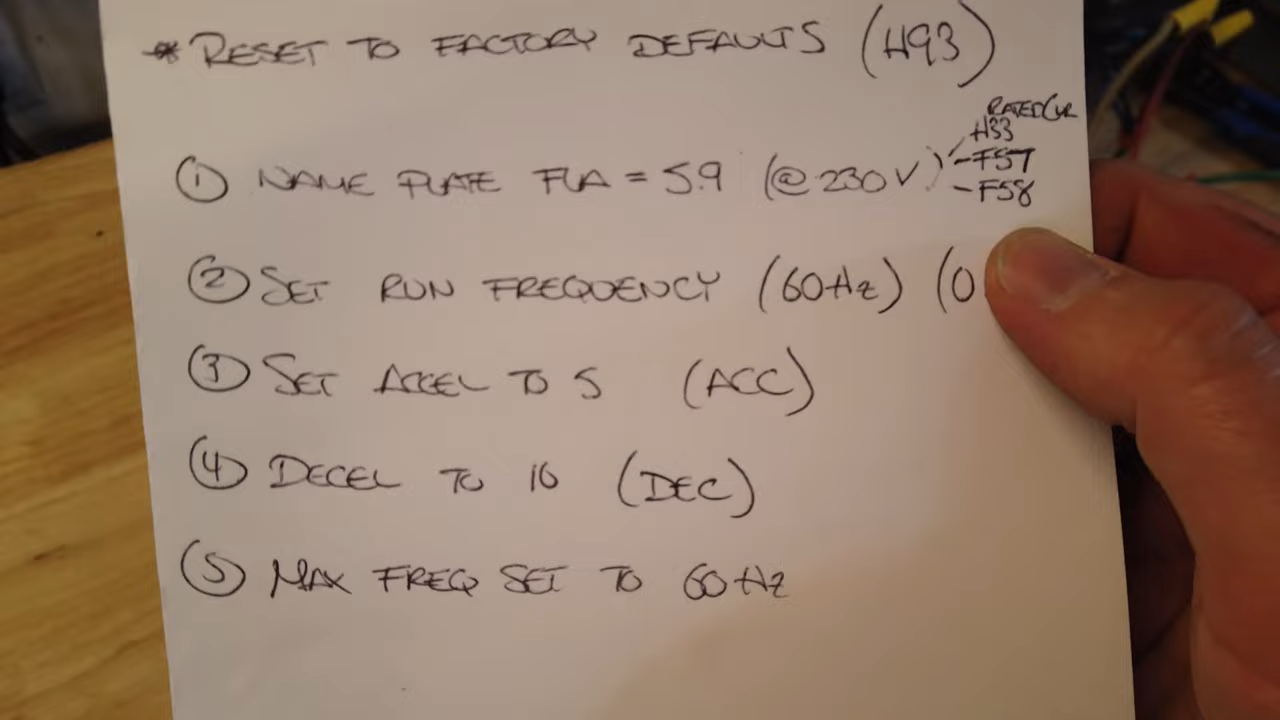 * RESET TO FACTORY DEFAULTS (H93)
RATED CUR
H33
① NAME PLATE FLA = 5.9 (@ 230V) - F57
- F58
② SET RUN FREQUENCY (60Hz) (0
③ SET ACCEL TO 5 (ACC)
④ DECEL TO 10 (DEC)
⑤ MAX FREQ SET TO 60Hz